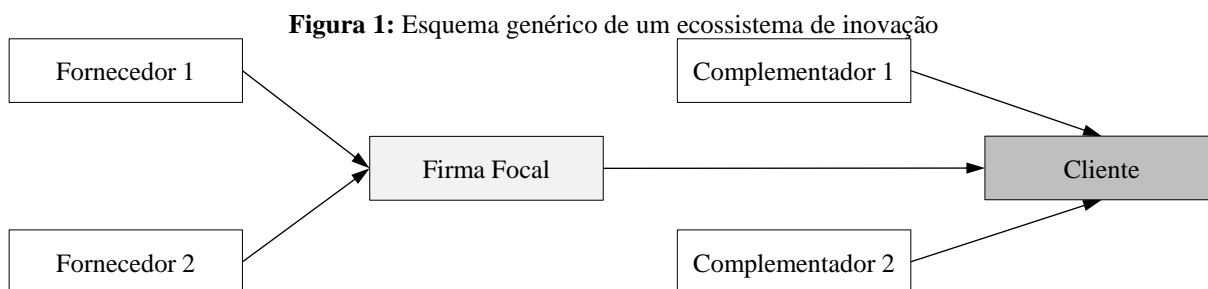 Figura 1: Esquema genérico de um ecossistema de inovação
Fornecedor 1
Complementador 1
Firma Focal
Cliente
Fornecedor 2
Complementador 2